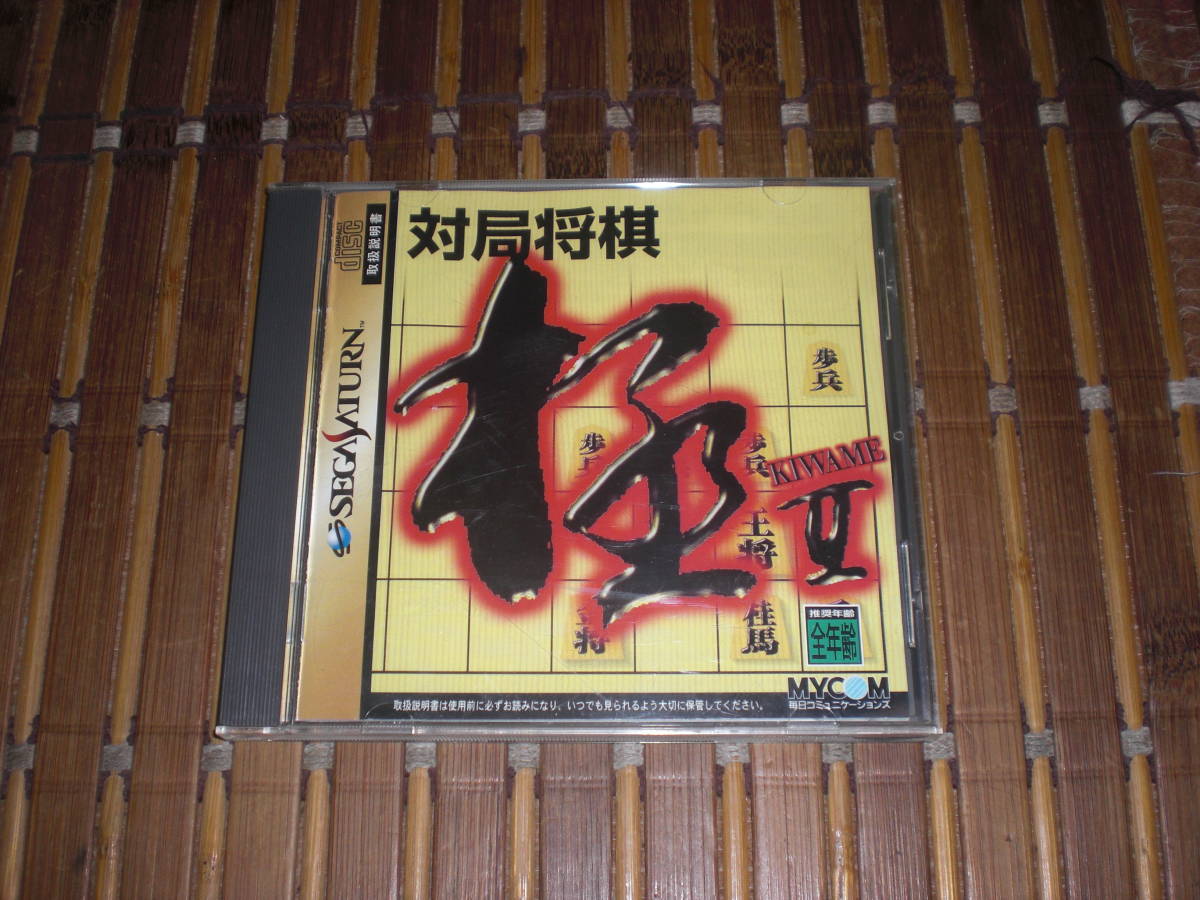 COMPACT
disc
取扱説明書
SEGA SATURN™
対局将棋
極
KIWAME
II
歩兵
歩兵
歩兵
王将
桂馬
推奨年齢
全年齢
MYCOM
毎日コミュニケーションズ
取扱説明書は使用前に必ずお読みになり、いつでも見られるよう大切に保管してください。